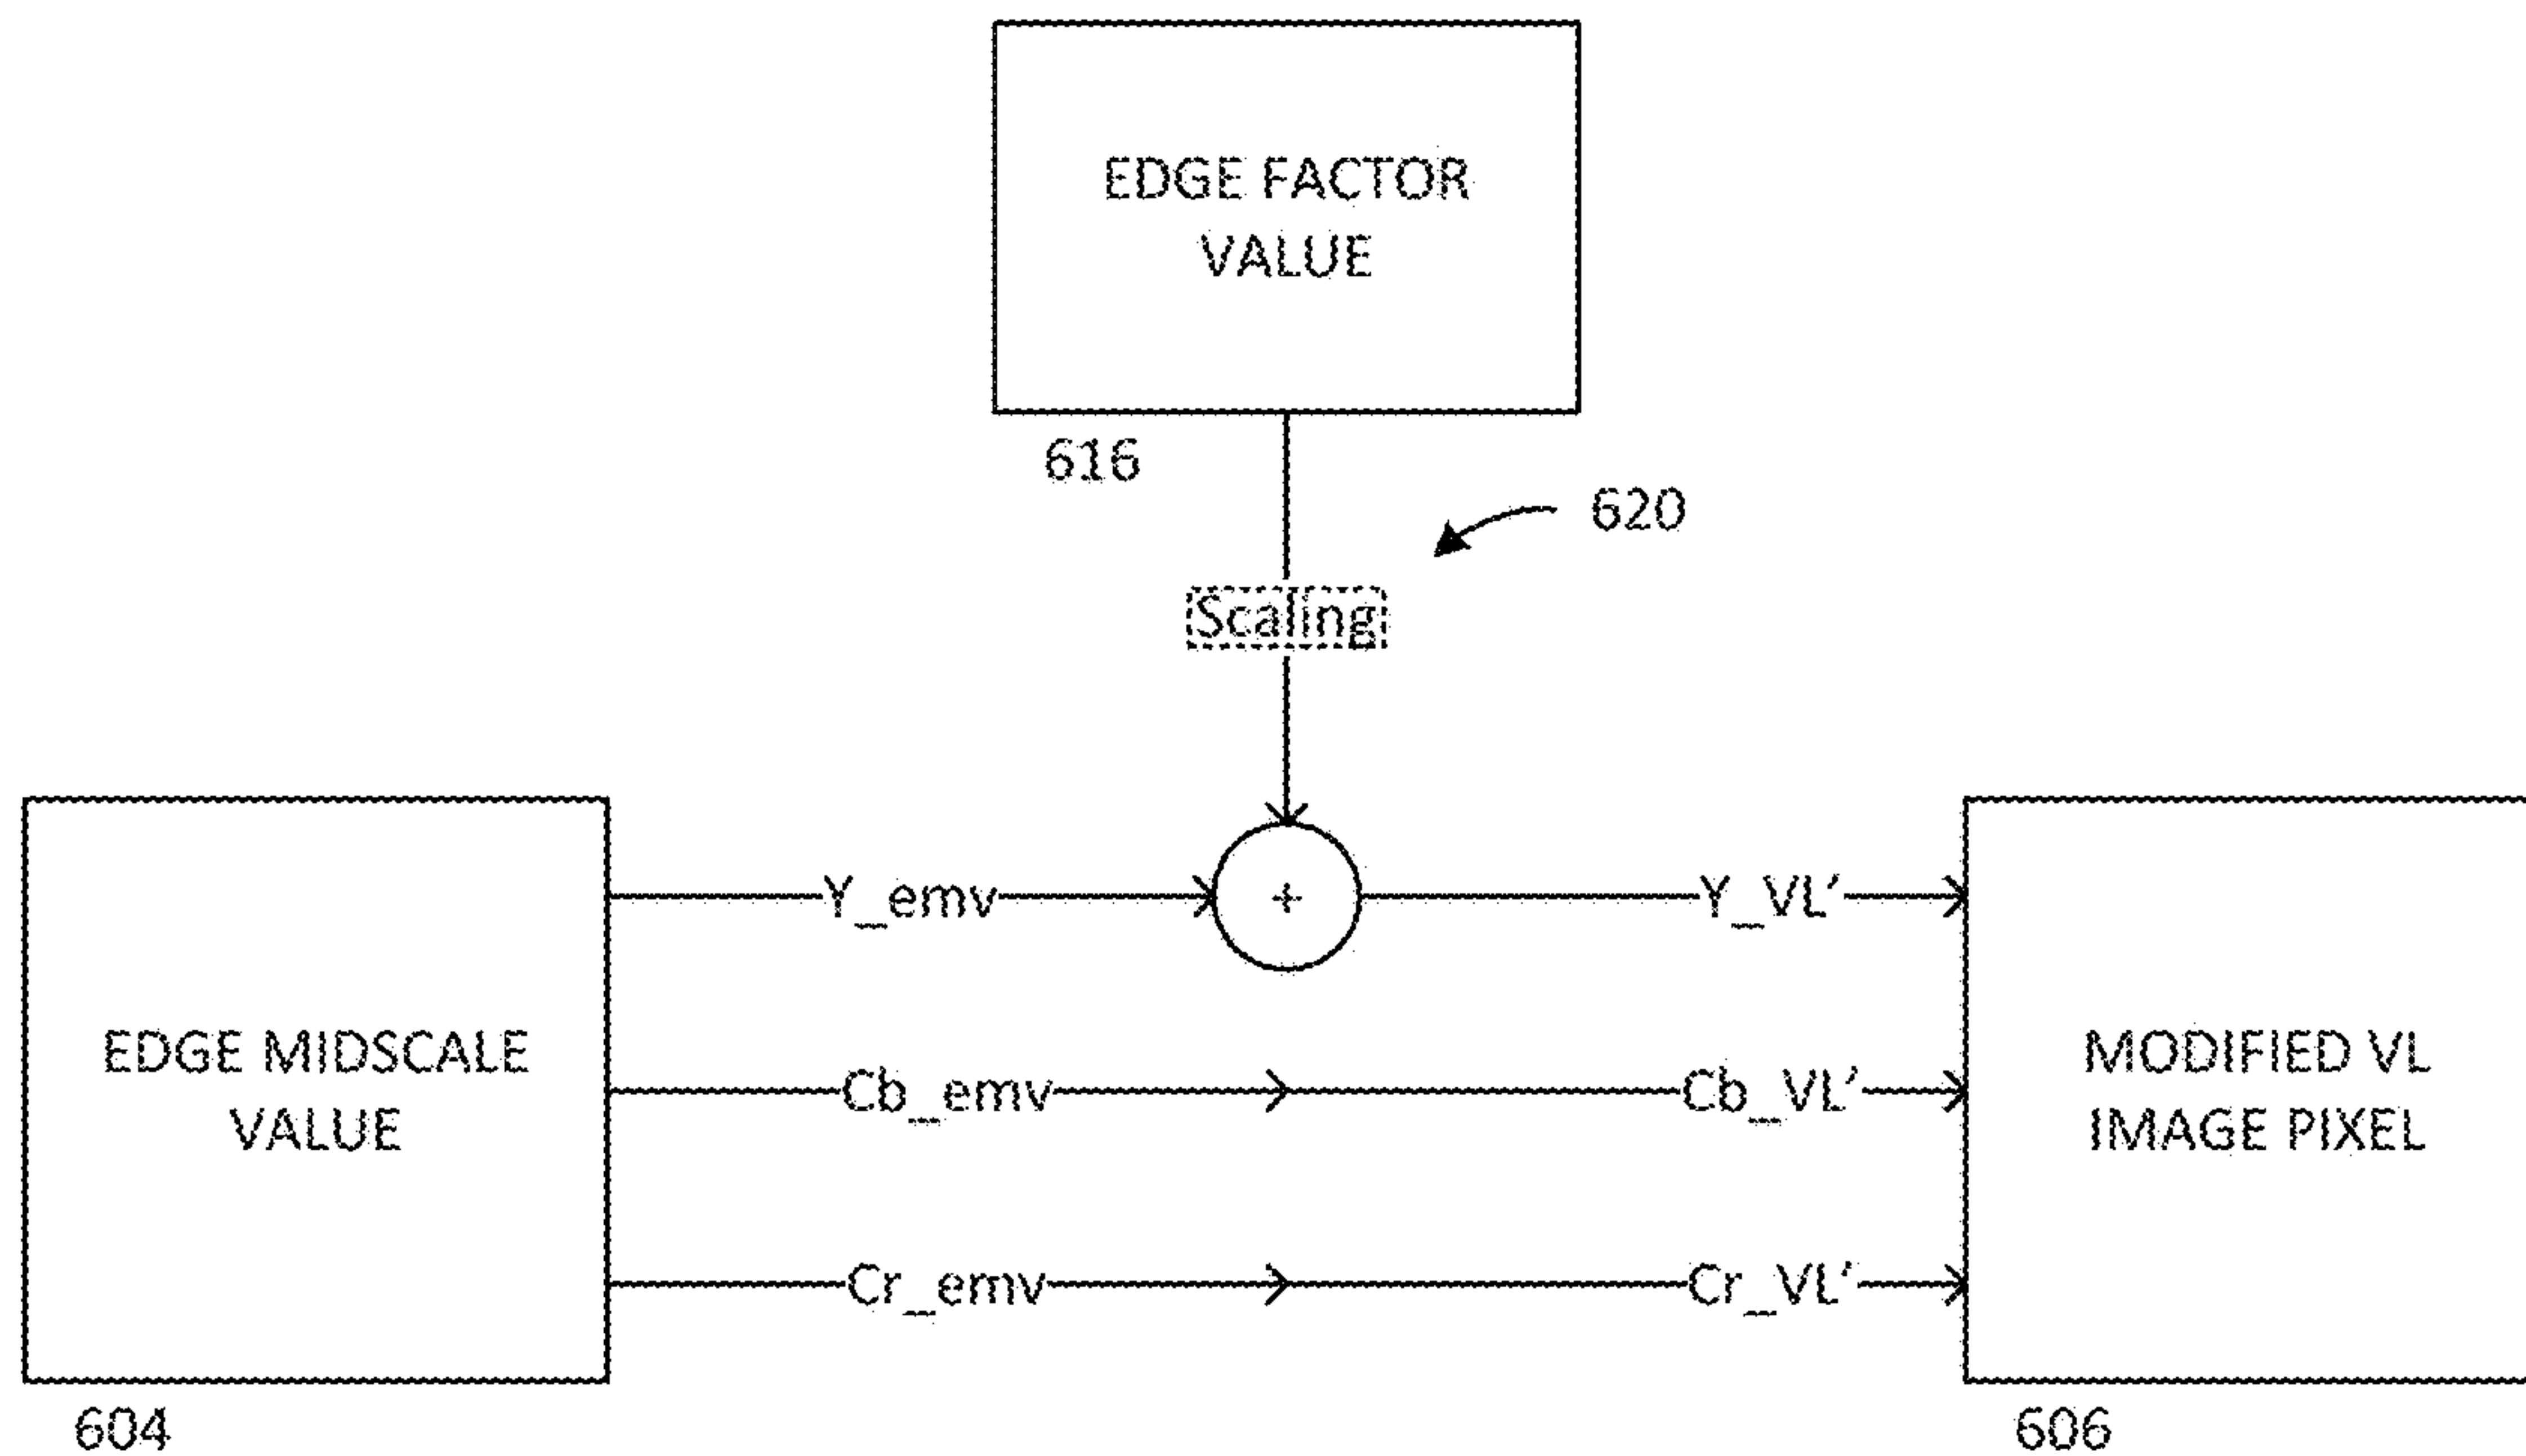 EDGE FACTOR
VALUE
616
620
Scaling
Y_emv
+
Y_VL'
EDGE MIDSCALE
VALUE
Cb_emv
Cb_VL'
MODIFIED VL
IMAGE PIXEL
Cr_emv
Cr_VL'
604
606